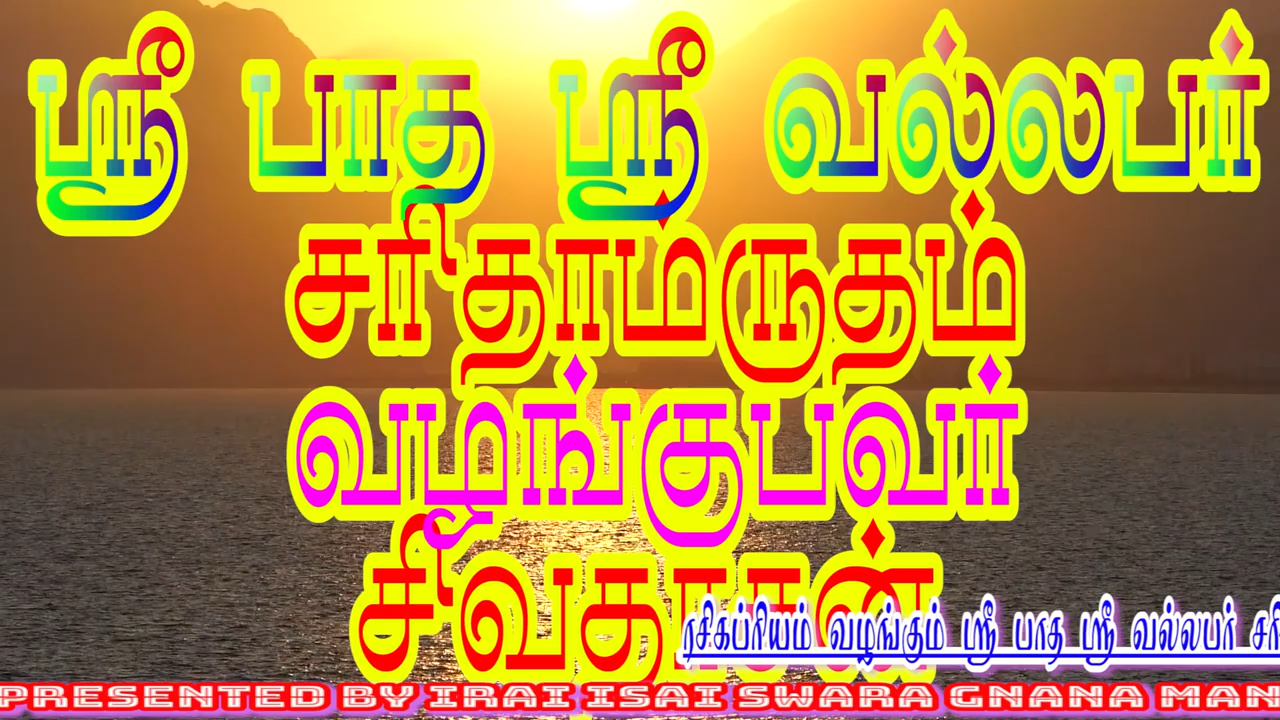 ஸ்ரீ பாத ஸ்ரீ வல்லபர்
சரிதாம்ருதம்
வழங்குபவர்
சிவதாசன்
ரசிகப்ரியம் வழங்கும் ஸ்ரீ பாத ஸ்ரீ வல்லபர் சரி
PRESENTED BY IRAI ISAI SWARA GNANA MAN